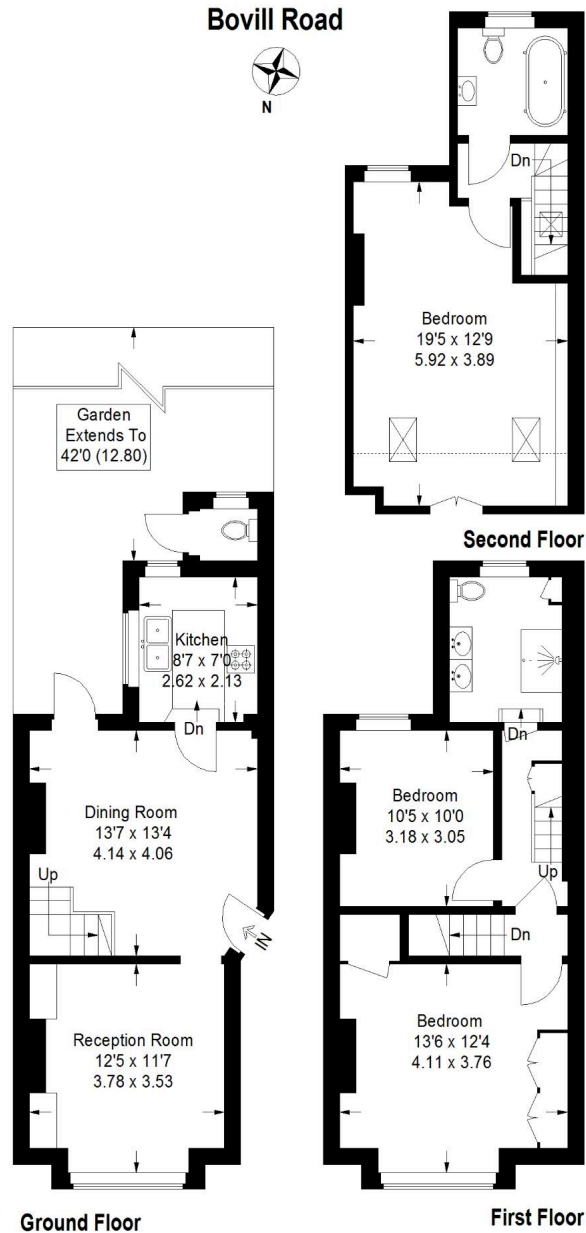 Bovill Road
N
Dn
Bedroom
19'5 x 12'9
5.92 x 3.89
Second Floor
Garden
Extends To
42'0 (12.80)
Kitchen
8'7 x 7'0
2.62 x 2.13
Dn
Dining Room
13'7 x 13'4
4.14 x 4.06
Up
IN
Reception Room
12'5 x 11'7
3.78 x 3.53
Ground Floor
Dn
Bedroom
10'5 x 10'0
3.18 x 3.05
Up
Dn
Bedroom
13'6 x 12'4
4.11 x 3.76
First Floor